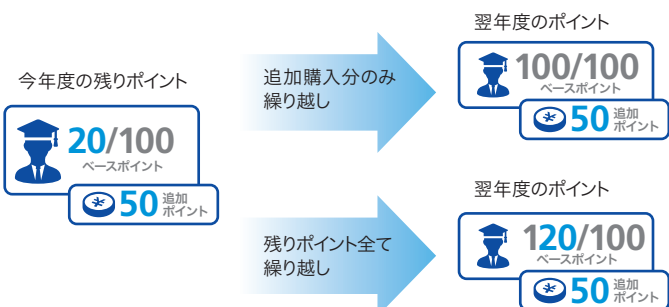 今年度の残りポイント
20/100
ベースポイント
50 追加
ポイント
追加購入分のみ
繰り越し
翌年度のポイント
100/100
ベースポイント
50 追加
ポイント
残りポイント全て
繰り越し
翌年度のポイント
120/100
ベースポイント
50 追加
ポイント